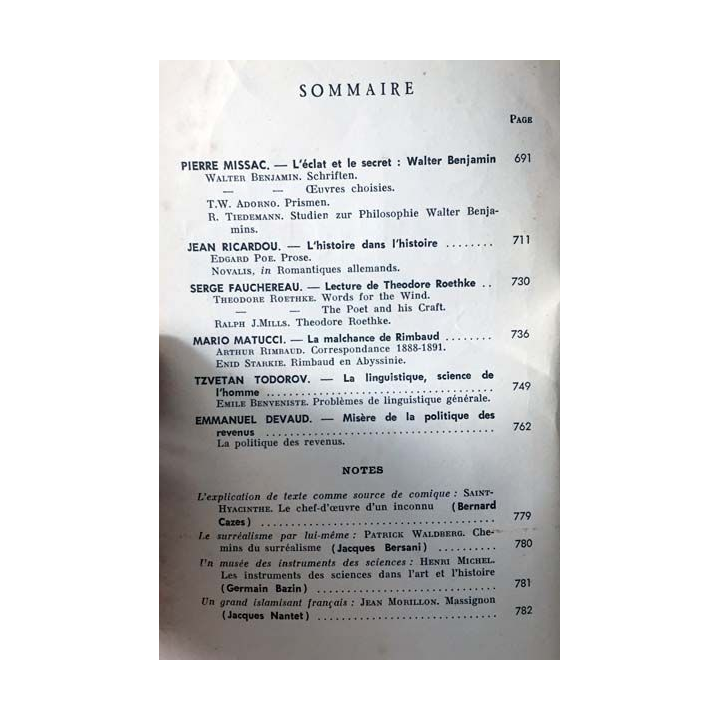 SOMMAIRE
PAGE
PIERRE MISSAC. — L'éclat et le secret : Walter Benjamin 691
WALTER BENJAMIN. Schriften.
— — Œuvres choisies.
T.W. ADORNO. Prismen.
R. TIEDEMANN. Studien zur Philosophie Walter Benja-
mins.
JEAN RICARDOU. — L'histoire dans l'histoire ........ 711
EDGARD POE. Prose.
NOVALIS, in Romantiques allemands.
SERGE FAUCHEREAU. — Lecture de Theodore Roethke .. 730
THEODORE ROETHKE. Words for the Wind.
— — The Poet and his Craft.
RALPH J.MILLS. Theodore Roethke.
MARIO MATUCCI. — La malchance de Rimbaud ........ 736
ARTHUR RIMBAUD. Correspondance 1888-1891.
ENID STARKIE. Rimbaud en Abyssinie.
TZVETAN TODOROV. — La linguistique, science de
l'homme ........................................ 749
EMILE BENVENISTE. Problèmes de linguistique générale.
EMMANUEL DEVAUD. — Misère de la politique des
revenus ........................................ 762
La politique des revenus.
NOTES
L'explication de texte comme source de comique : SAINT-
HYACINTHE. Le chef-d'œuvre d'un inconnu (Bernard
Cazes) ........................................ 779
Le surréalisme par lui-même : PATRICK WALDBERG. Che-
mins du surréalisme (Jacques Bersani) .......... 780
Un musée des instruments des sciences : HENRI MICHEL.
Les instruments des sciences dans l'art et l'histoire
(Germain Bazin) ................................ 781
Un grand islamisant français : JEAN MORILLON. Massignon
(Jacques Nantet) ................................ 782